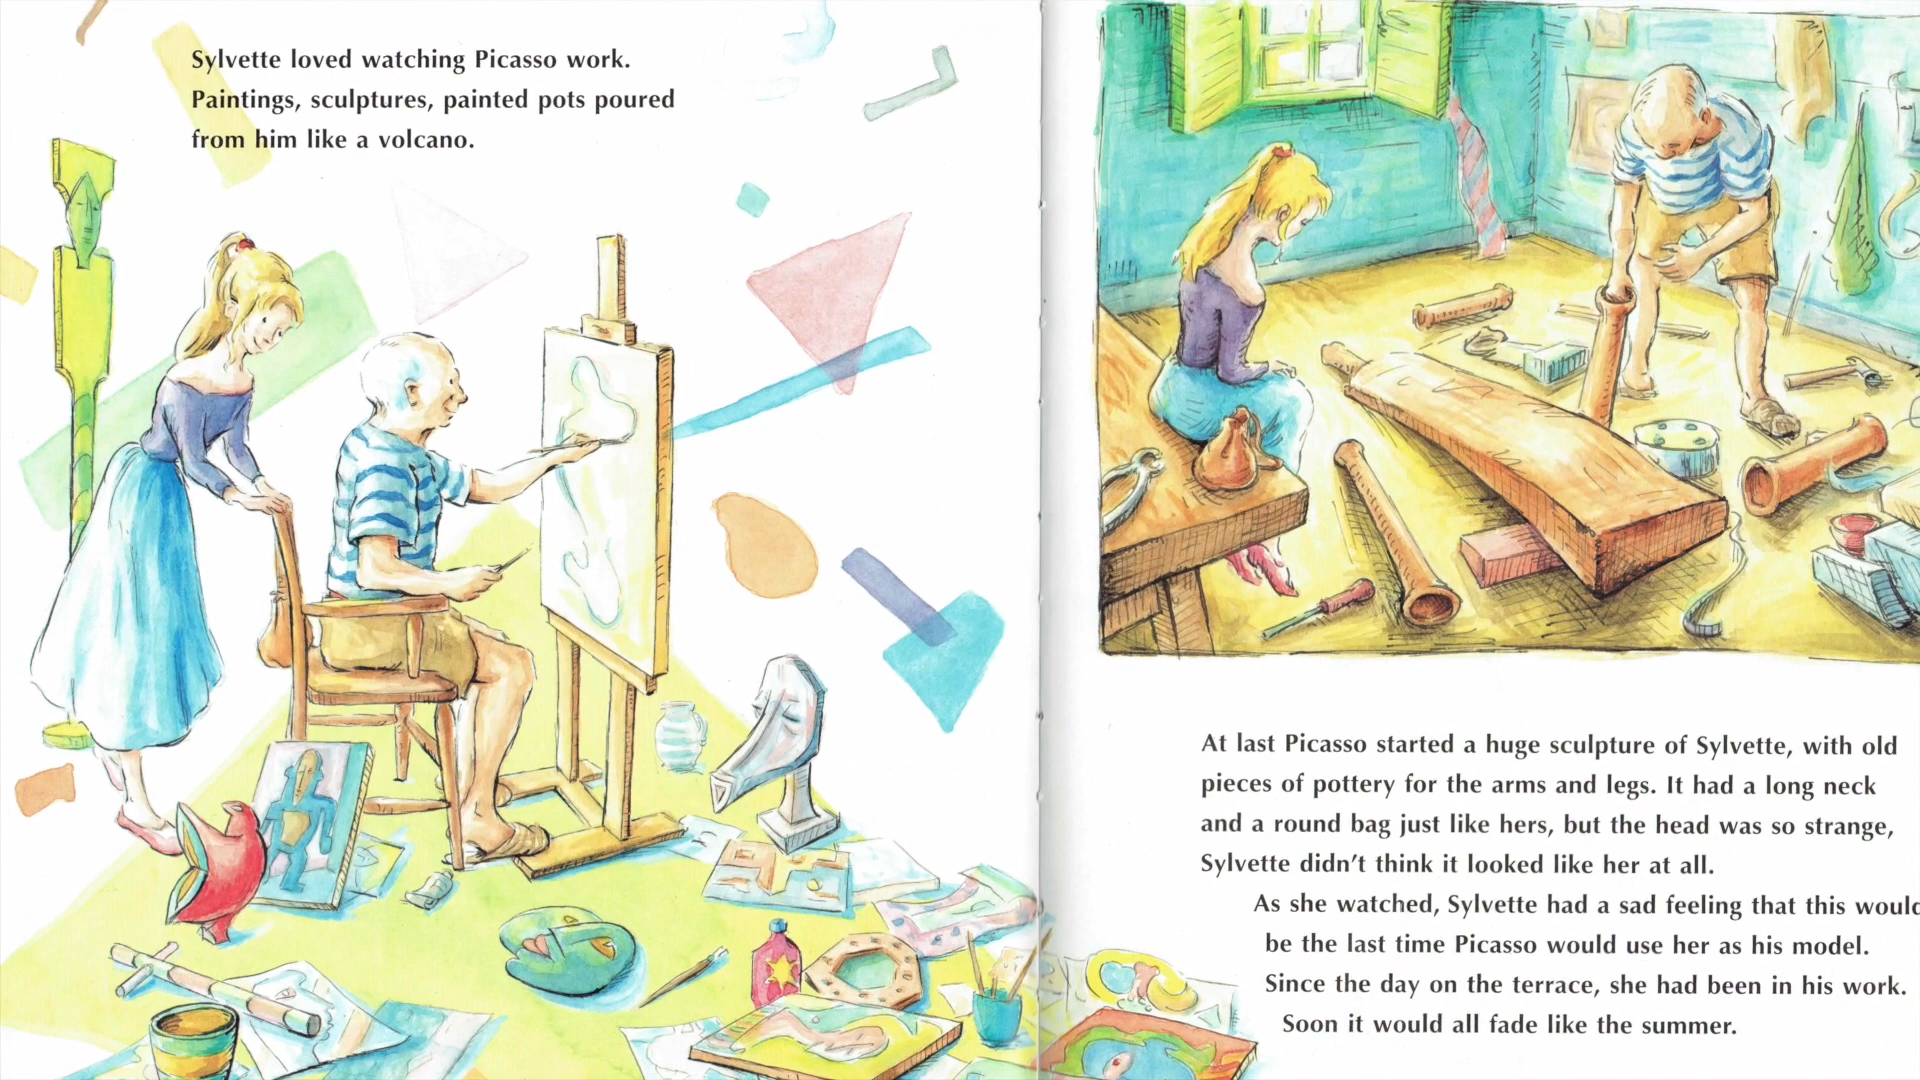 Sylvette loved watching Picasso work.
Paintings, sculptures, painted pots poured
from him like a volcano.
At last Picasso started a huge sculpture of Sylvette, with old
pieces of pottery for the arms and legs. It had a long neck
and a round bag just like hers, but the head was so strange,
Sylvette didn't think it looked like her at all.
As she watched, Sylvette had a sad feeling that this would
be the last time Picasso would use her as his model.
Since the day on the terrace, she had been in his work.
Soon it would all fade like the summer.